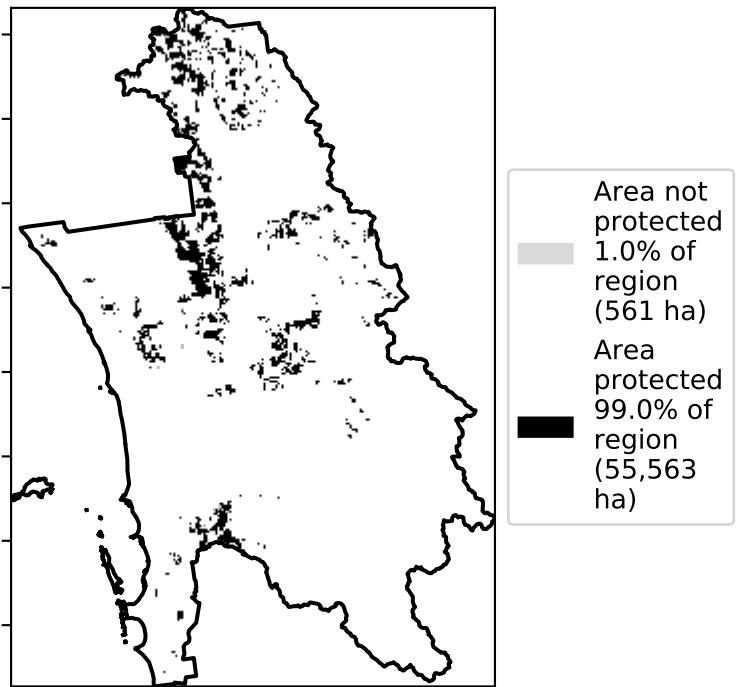 Area not
protected
1.0% of
region
(561 ha)
Area
protected
99.0% of
region
(55,563
ha)